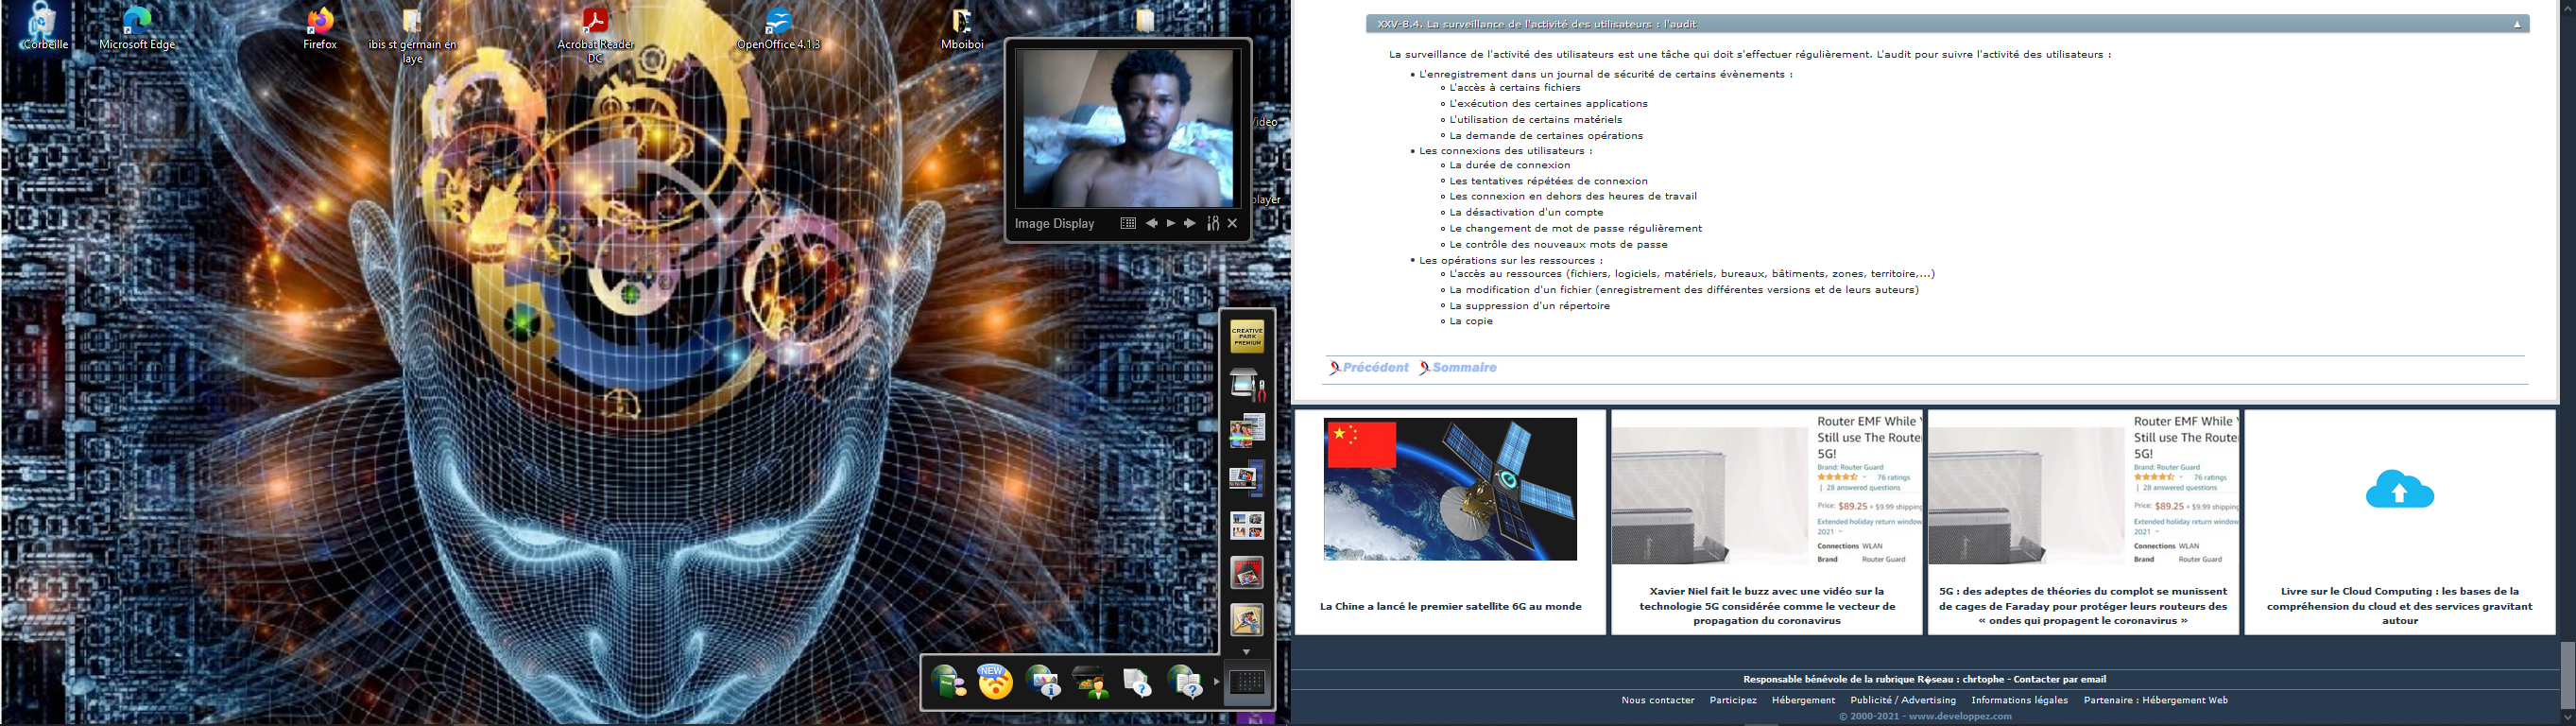 Corbeille
Microsoft Edge
Firefox
ibis st germain en
laye
Acrobat Reader
DC
OpenOffice 4.1.3
Mboiboi
Image Display
CREATIVE
PARK
PREMIUM
NEW
XXV-8.4. La surveillance de l'activité des utilisateurs : l'audit
La surveillance de l'activité des utilisateurs est une tâche qui doit s'effectuer régulièrement. L'audit pour suivre l'activité des utilisateurs :
L'enregistrement dans un journal de sécurité de certains évènements :
L'accès à certains fichiers
L'exécution des certaines applications
L'utilisation de certains matériels
La demande de certaines opérations
Les connexions des utilisateurs :
La durée de connexion
Les tentatives répétées de connexion
Les connexion en dehors des heures de travail
La désactivation d'un compte
Le changement de mot de passe régulièrement
Le contrôle des nouveaux mots de passe
Les opérations sur les ressources :
L'accès au ressources (fichiers, logiciels, matériels, bureaux, bâtiments, zones, territoire,...)
La modification d'un fichier (enregistrement des différentes versions et de leurs auteurs)
La suppression d'un répertoire
La copie
Précédent Sommaire
La Chine a lancé le premier satellite 6G au monde
Router EMF While
Still use The Router
5G!
Brand: Router Guard
76 ratings
| 28 answered questions
Price: $89.25 + $9.99 shipping
Extended holiday return window
2021
Connections WLAN
Brand Router Guard
Xavier Niel fait le buzz avec une vidéo sur la
technologie 5G considérée comme le vecteur de
propagation du coronavirus
Router EMF While
Still use The Router
5G!
Brand: Router Guard
76 ratings
| 28 answered questions
Price: $89.25 + $9.99 shipping
Extended holiday return window
2021
Connections WLAN
Brand Router Guard
5G : des adeptes de théories du complot se munissent
de cages de Faraday pour protéger leurs routeurs des
« ondes qui propagent le coronavirus »
Livre sur le Cloud Computing : les bases de la
compréhension du cloud et des services gravitant
autour
Responsable bénévole de la rubrique R�seau : chrtophe - Contacter par email
Nous contacter Participez Hébergement Publicité / Advertising Informations légales Partenaire : Hébergement Web
© 2000-2021 - www.developpez.com